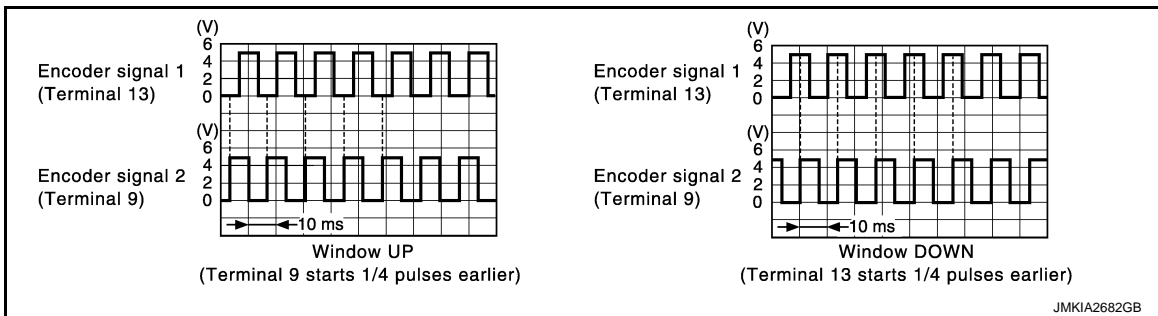 (V)
6
4
2
0
Encoder signal 1
(Terminal 13)
(V)
6
4
2
0
Encoder signal 2
(Terminal 9)
10 ms
Window UP
(Terminal 9 starts 1/4 pulses earlier)
(V)
6
4
2
0
Encoder signal 1
(Terminal 13)
(V)
6
4
2
0
Encoder signal 2
(Terminal 9)
10 ms
Window DOWN
(Terminal 13 starts 1/4 pulses earlier)
JMKIA2682GB